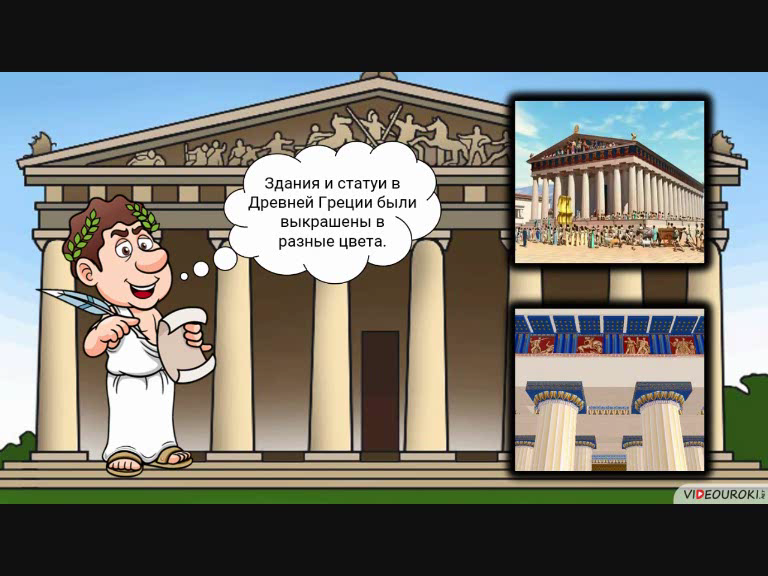 Здания и статуи в
Древней Греции были
выкрашены в
разные цвета.
VIDEOUROKI